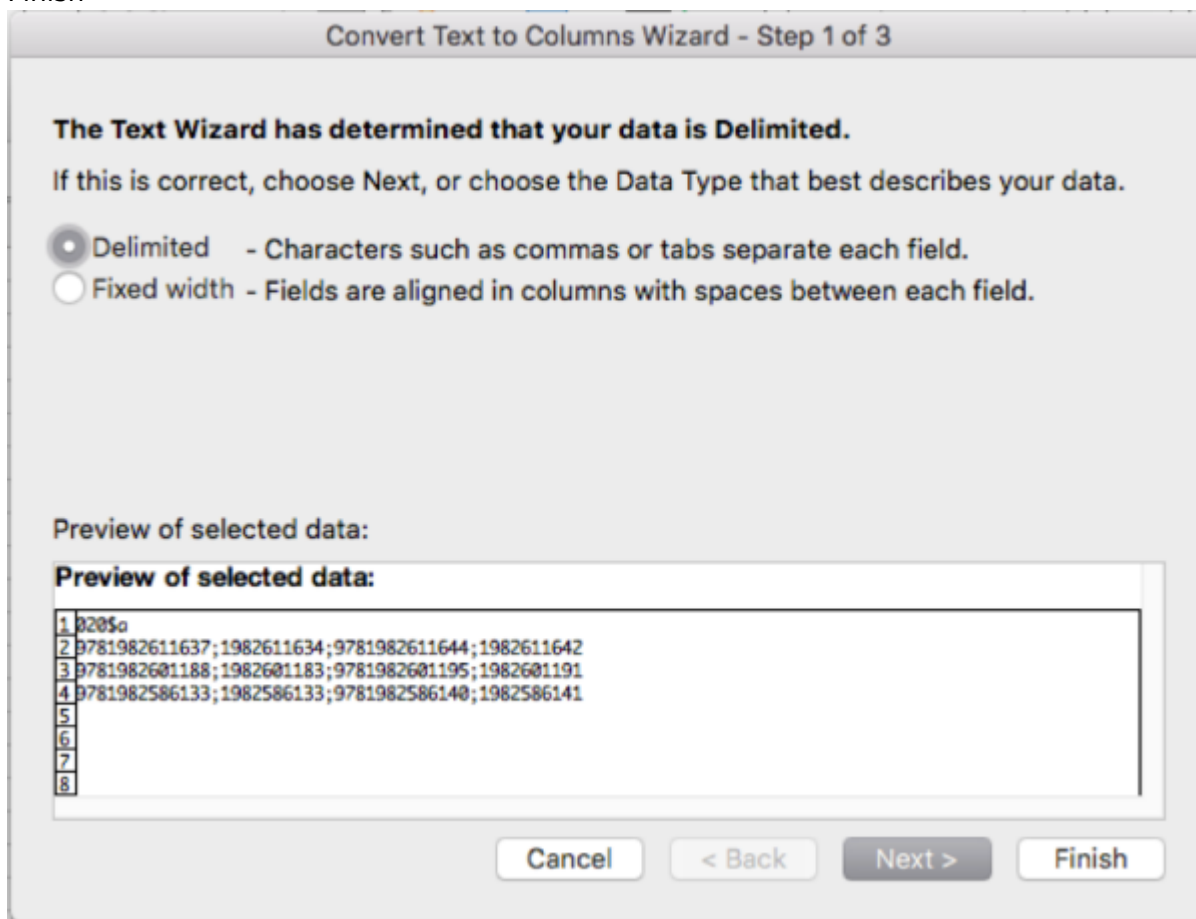 Finish
Convert Text to Columns Wizard - Step 1 of 3
The Text Wizard has determined that your data is Delimited.
If this is correct, choose Next, or choose the Data Type that best describes your data.
Delimited - Characters such as commas or tabs separate each field.
Fixed width - Fields are aligned in columns with spaces between each field.
Preview of selected data:
Preview of selected data:
1 020$a
2 9781982611637;1982611634;9781982611644;1982611642
3 9781982601188;1982601183;9781982601195;1982601191
4 9781982586133;1982586133;9781982586140;1982586141
5
6
7
8
Cancel < Back Next > Finish